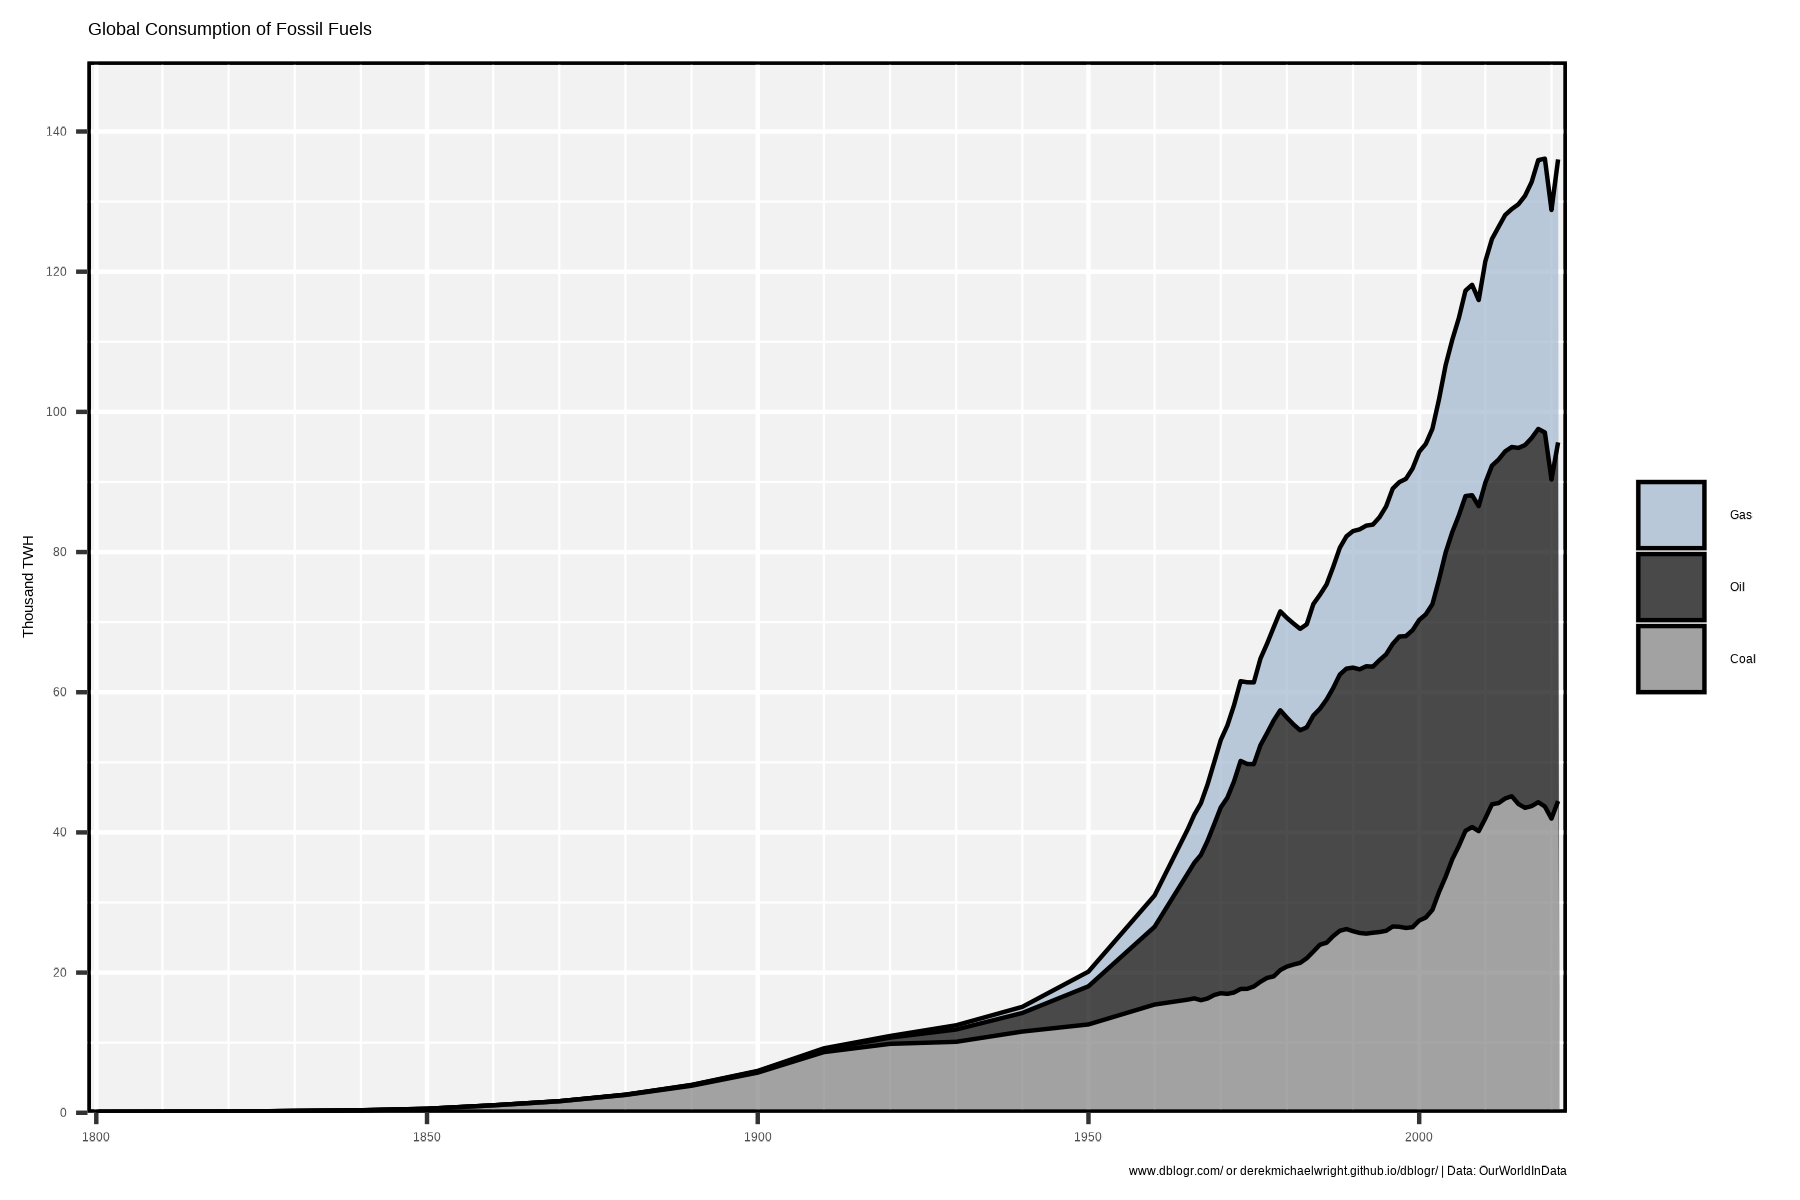 Global Consumption of Fossil Fuels
Thousand TWH
140
120
100
80
60
40
20
0
1800
1850
1900
1950
2000
Gas
Oil
Coal
www.dblogr.com/ or derekmichaelwright.github.io/dblogr/ | Data: OurWorldInData